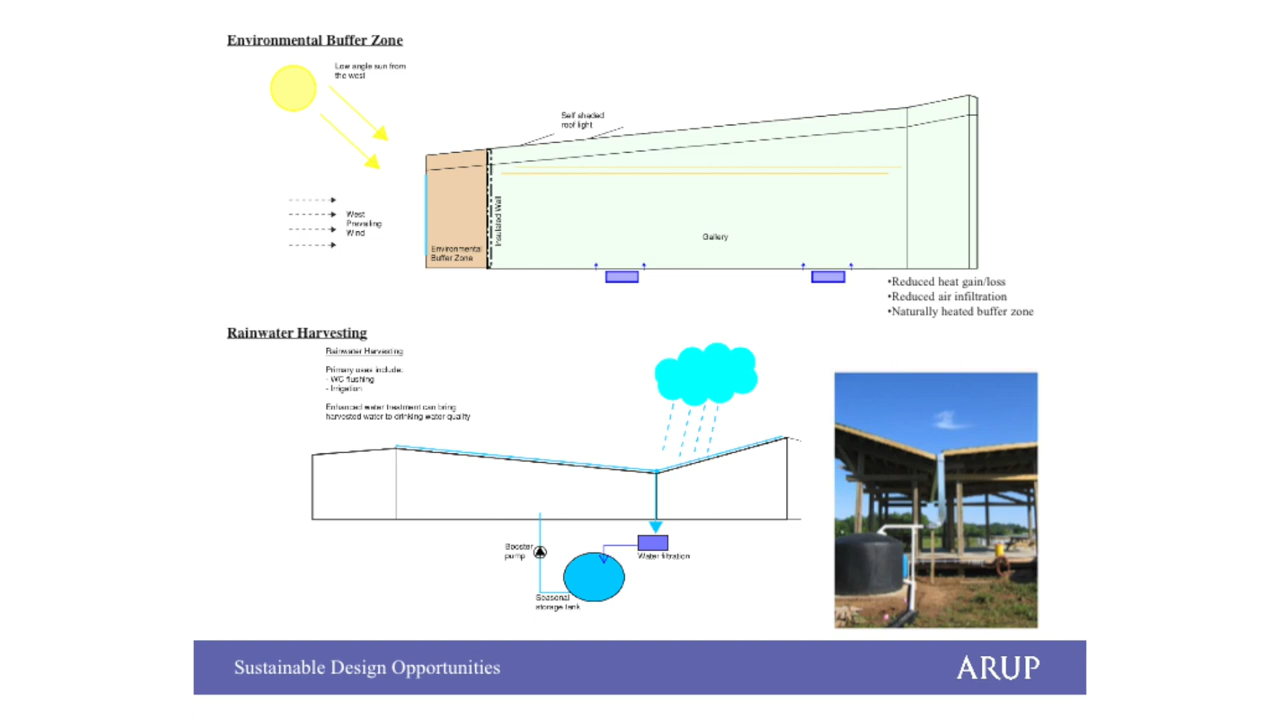 Environmental Buffer Zone
Low angle sun from
the west
Self shaded
roof light
West
Prevailing
Wind
Insulated Wall
Environmental
Buffer Zone
Gallery
•Reduced heat gain/loss
•Reduced air infiltration
•Naturally heated buffer zone
Rainwater Harvesting
Rainwater Harvesting
Primary uses include:
- WC flushing
- Irrigation
Enhanced water treatment can bring
harvested water to drinking water quality
Booster
pump
Water filtration
Seasonal
storage tank
Sustainable Design Opportunities
ARUP